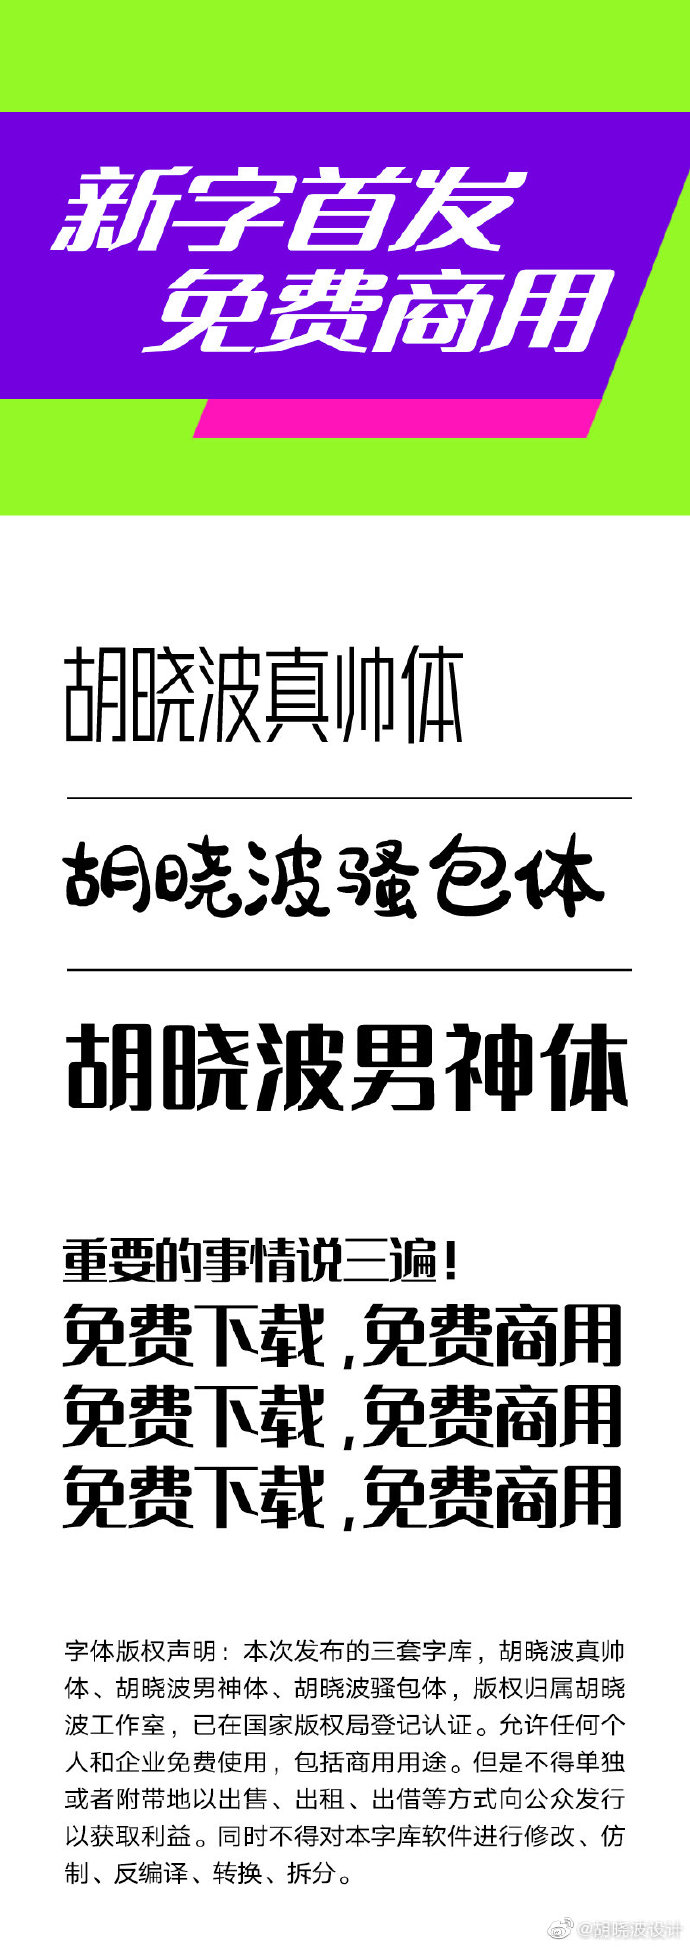 新字首发
免费商用
胡晓波真帅体
胡晓波骚包体
胡晓波男神体
重要的事情说三遍！
免费下载,免费商用
免费下载,免费商用
免费下载,免费商用
字体版权声明：本次发布的三套字库，胡晓波真帅
体、胡晓波男神体、胡晓波骚包体，版权归属胡晓
波工作室，已在国家版权局登记认证。允许任何个
人和企业免费使用，包括商用用途。但是不得单独
或者附带地以出售、出租、出借等方式向公众发行
以获取利益。同时不得对本字库软件进行修改、仿
制、反编译、转换、拆分。
@胡晓波设计